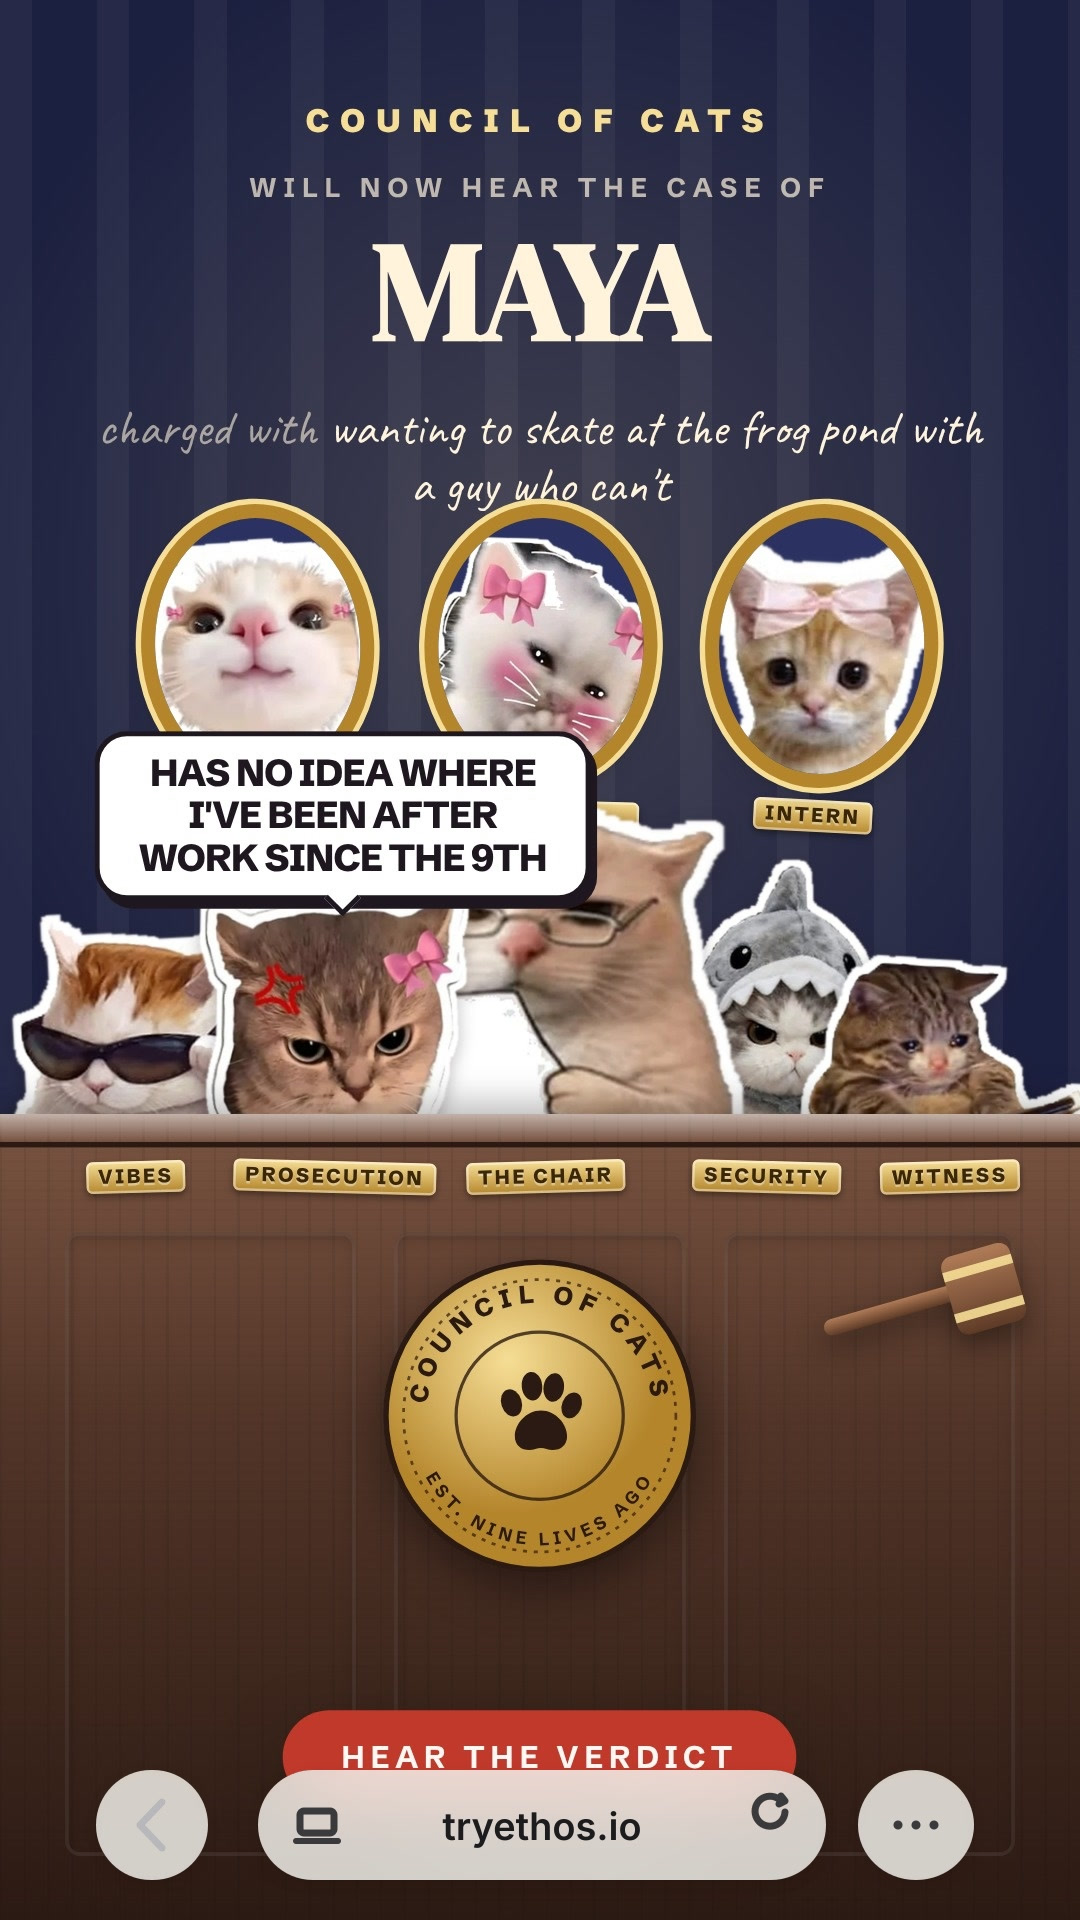 COUNCIL OF CATS
WILL NOW HEAR THE CASE OF
MAYA
charged with wanting to skate at the frog pond with
a guy who can't
HAS NO IDEA WHERE
I'VE BEEN AFTER
WORK SINCE THE 9TH
INTERN
VIBES
PROSECUTION
THE CHAIR
SECURITY
WITNESS
COUNCIL OF CATS
EST. NINE LIVES AGO
HEAR THE VERDICT
tryethos.io